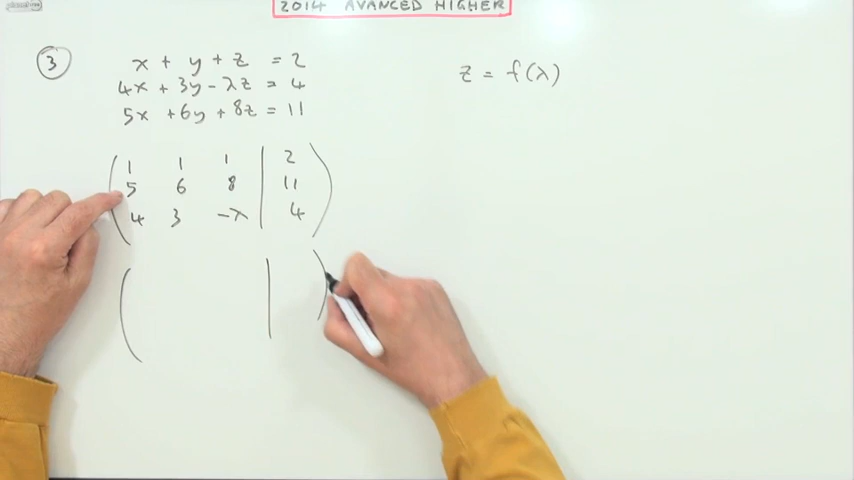 2014 AVANCED HIGHER
3
x + y + z = 2
4x + 3y - λz = 4
5x + 6y + 8z = 11
z = f(λ)
1 1 1 | 2
5 6 8 | 11
4 3 -λ | 4